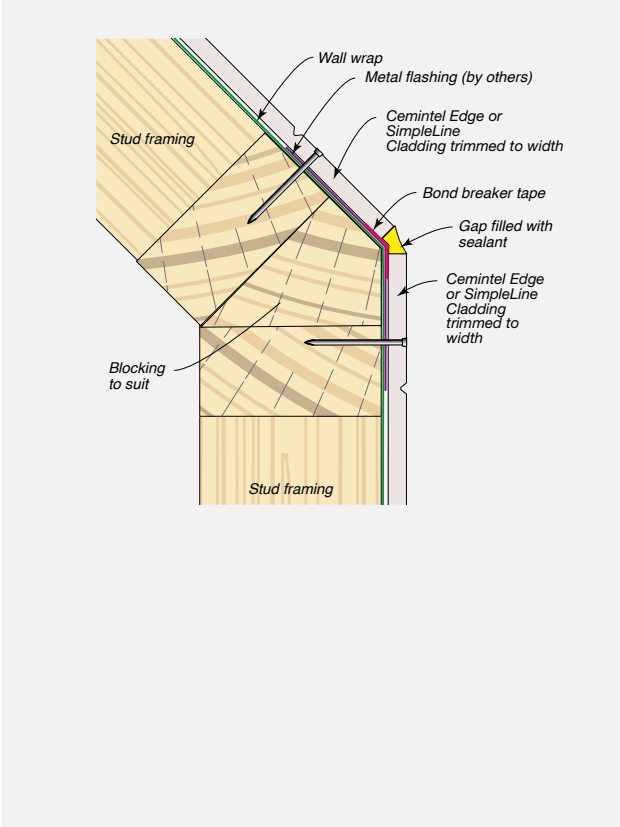 Wall wrap
Metal flashing (by others)
Cemintel Edge or
SimpleLine
Cladding trimmed to width
Stud framing
Bond breaker tape
Gap filled with
sealant
Cemintel Edge
or SimpleLine
Cladding
trimmed to
width
Blocking
to suit
Stud framing